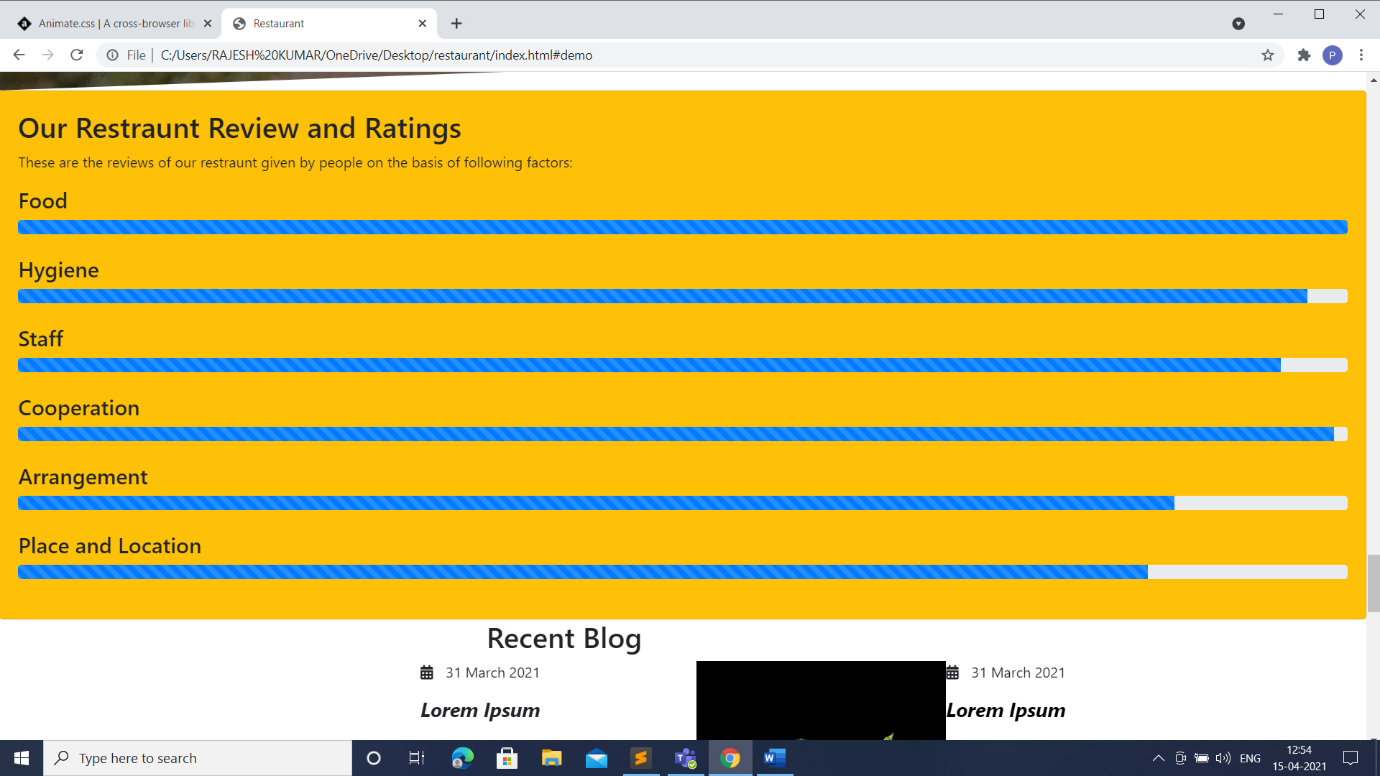 Animate.css | A cross-browser lib
Restaurant
File
C:/Users/RAJESH%20KUMAR/OneDrive/Desktop/restaurant/index.html#demo
P
Our Restraunt Review and Ratings
These are the reviews of our restraunt given by people on the basis of following factors:
Food
Hygiene
Staff
Cooperation
Arrangement
Place and Location
Recent Blog
31 March 2021
31 March 2021
Lorem Ipsum
Lorem Ipsum
Type here to search
ENG
12:54
15-04-2021